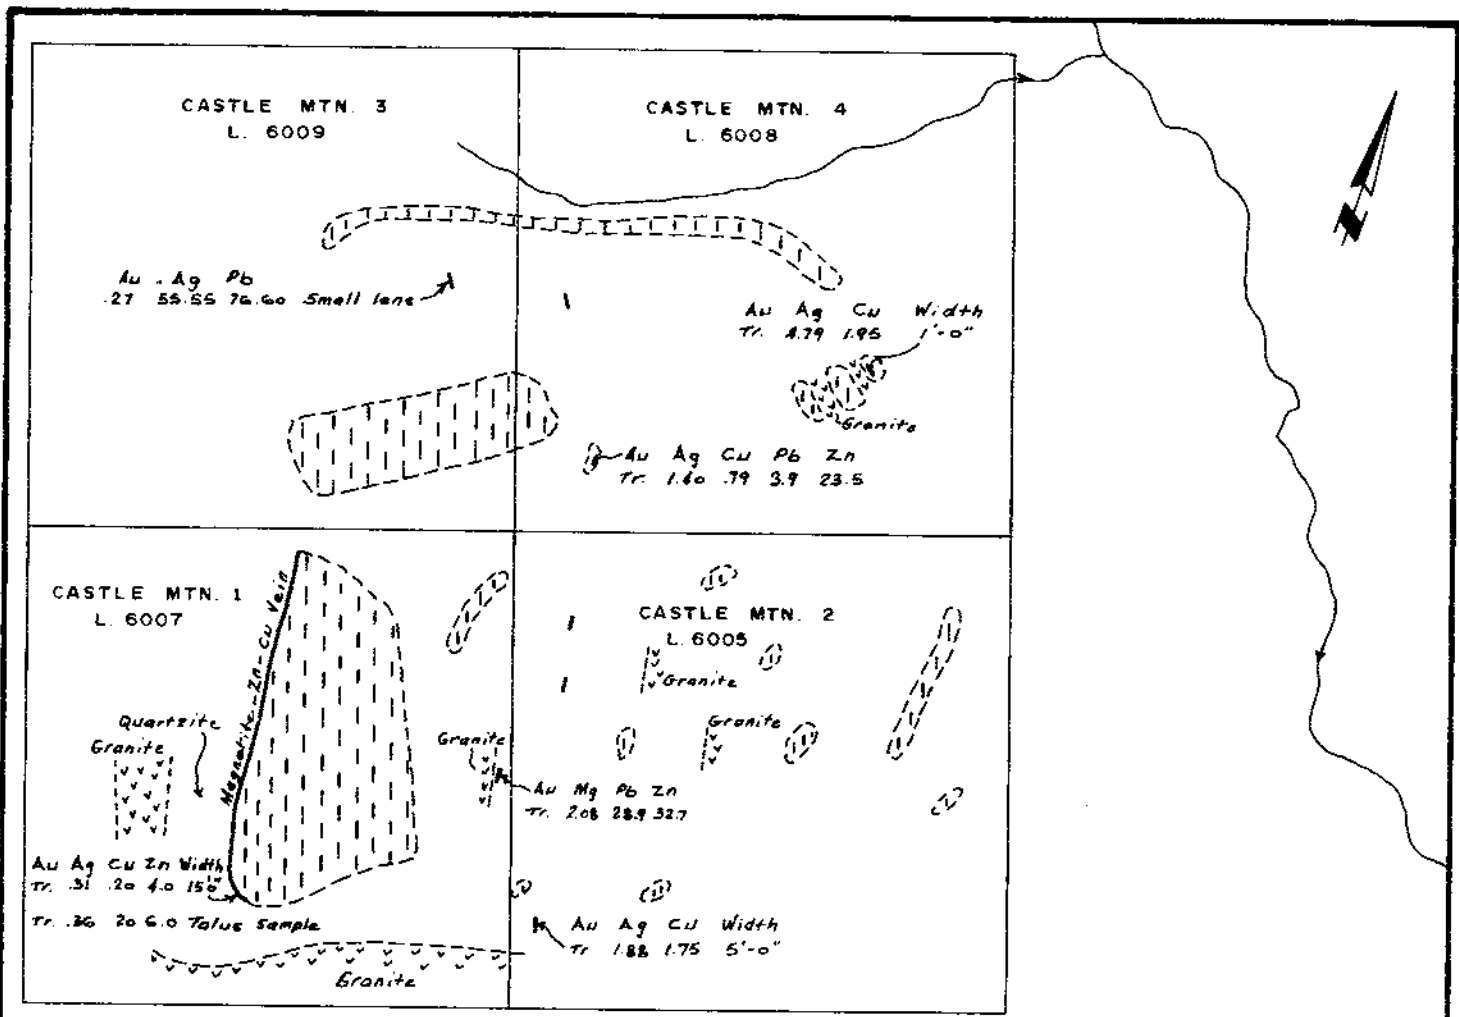 CASTLE MTN. 3
L. 6009
CASTLE MTN. 4
L. 6008
Au Ag Pb
.27 55.55 76.60 Small lens
Au Ag Cu Width
Tr. 4.79 1.95 1'-0"
Granite
Au Ag Cu Pb Zn
Tr. 1.60 .79 3.9 23.5
CASTLE MTN. 1
L. 6007
Magnetite-Zn-Cu Vein
Quartzite
Granite
Granite
Au Ag Cu Zn Width
Tr. .31 .20 4.0 15'0"
Tr. .36 20 6.0 Talus Sample
Granite
CASTLE MTN. 2
L. 6005
Granite
Granite
Au Mg Pb Zn
Tr. 2.08 28.9 32.7
Au Ag Cu Width
Tr 1.88 1.75 5'-0"